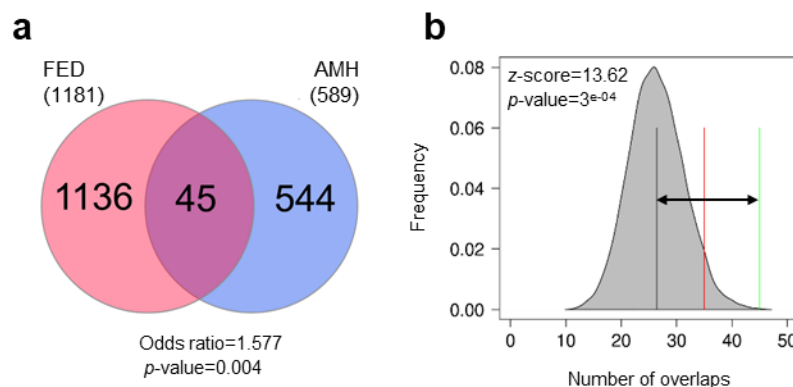 a
FED
(1181)
AMH
(589)
1136
45
544
Odds ratio=1.577
p-value=0.004
b
z-score=13.62
p-value=3e-04
Frequency
0.08
0.06
0.04
0.02
0.00
0
10
20
30
40
50
Number of overlaps